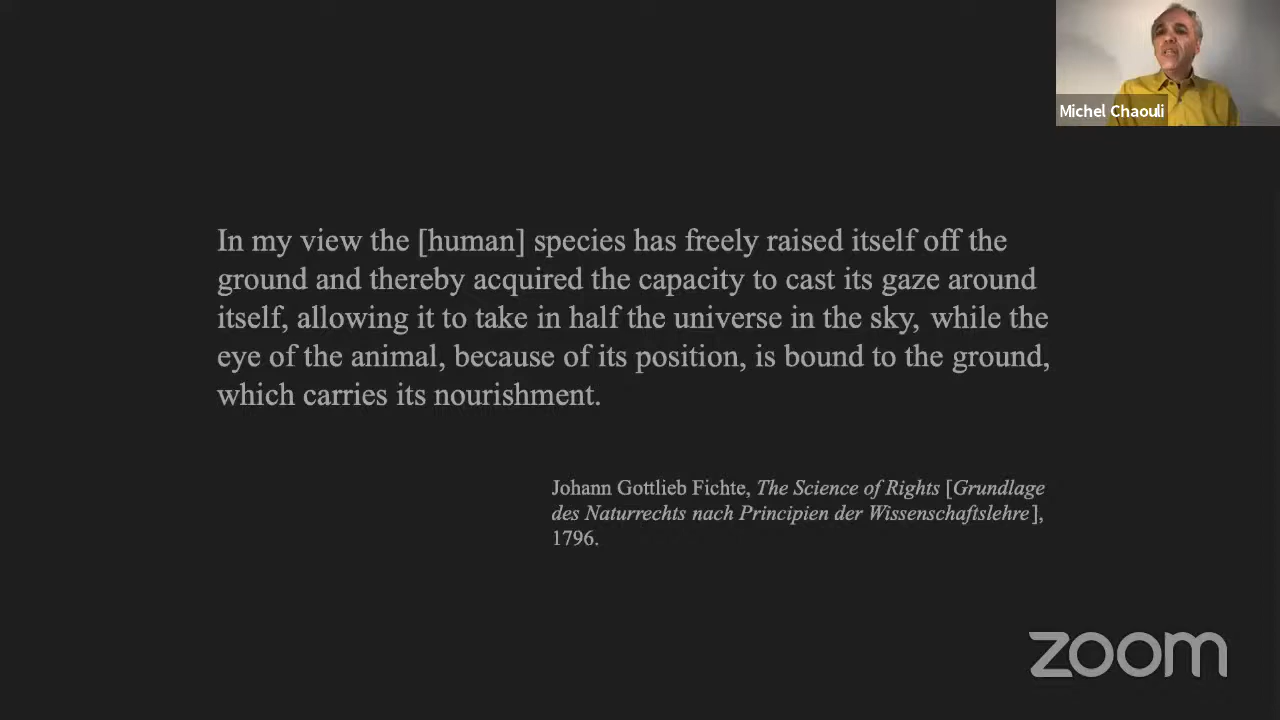 Michel Chaouli
In my view the [human] species has freely raised itself off the
ground and thereby acquired the capacity to cast its gaze around
itself, allowing it to take in half the universe in the sky, while the
eye of the animal, because of its position, is bound to the ground,
which carries its nourishment.
Johann Gottlieb Fichte, The Science of Rights [Grundlage
des Naturrechts nach Principien der Wissenschaftslehre],
1796.
zoom